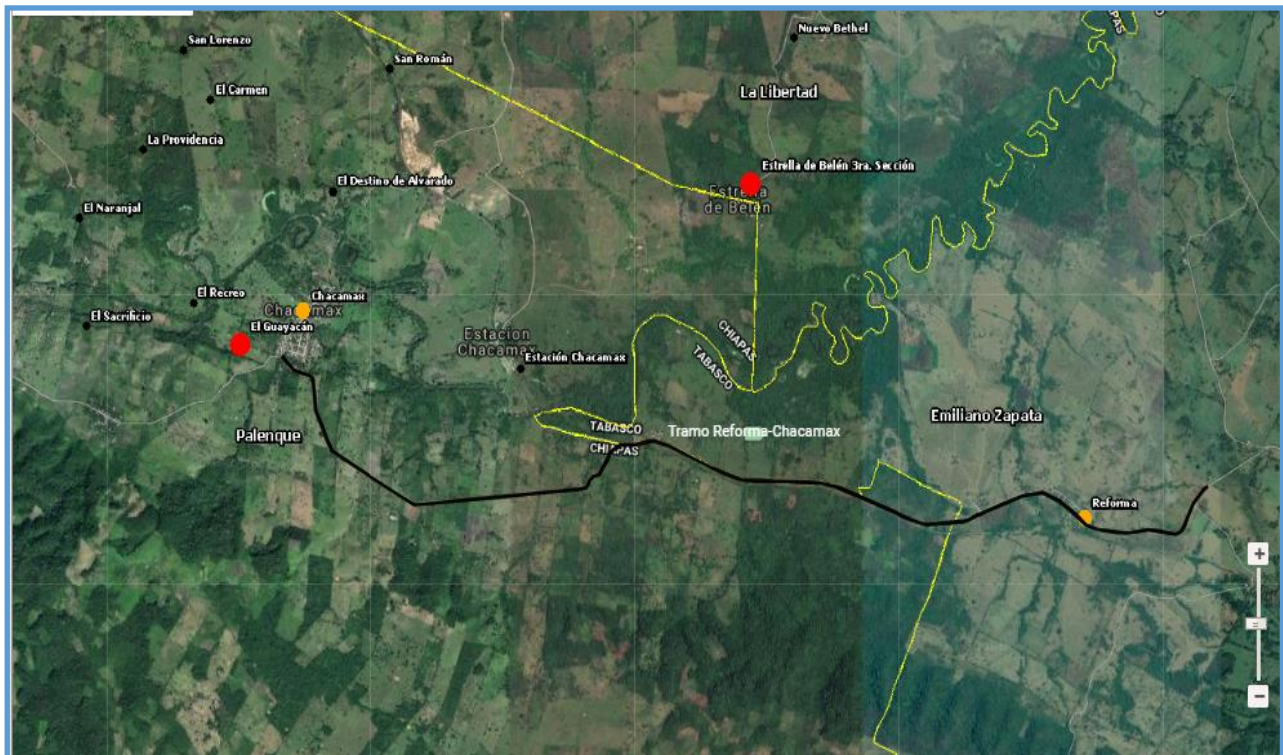 San Lorenzo
San Román
Nuevo Bethel
PAS
El Carmen
La Libertad
La Providencia
Estrella de Belén 3ra. Sección
El Destino de Alvarado
Estrella
de Belén
El Naranjal
El Recreo
Chacamax
Chacamax
El Sacrificio
El Guayacán
Estacion
Chacamax
Estación Chacamax
CHIAPAS
TABASCO
Emiliano Zapata
Palenque
TABASCO
CHIAPAS
Tramo Reforma-Chacamax
Reforma
+
=
−